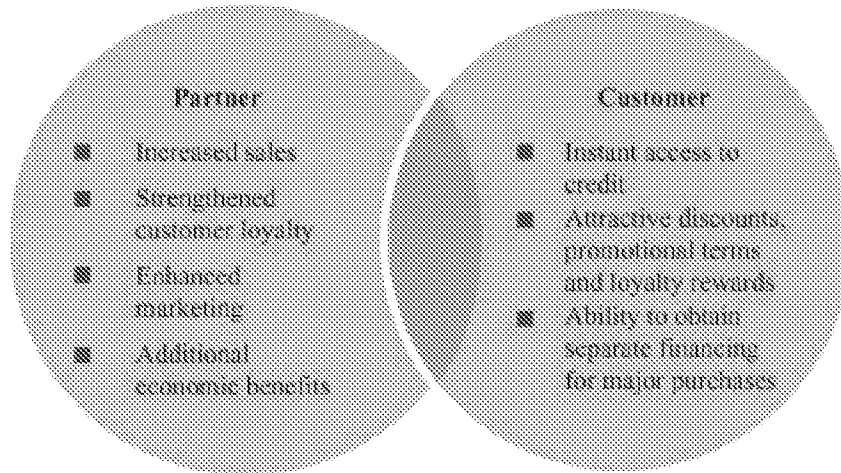 Partner
Increased sales
Strengthened
customer loyalty
Enhanced
marketing
Additional
economic benefits
Customer
Instant access to
credit
Attractive discounts,
promotional terms
and loyalty rewards
Ability to obtain
separate financing
for major purchases